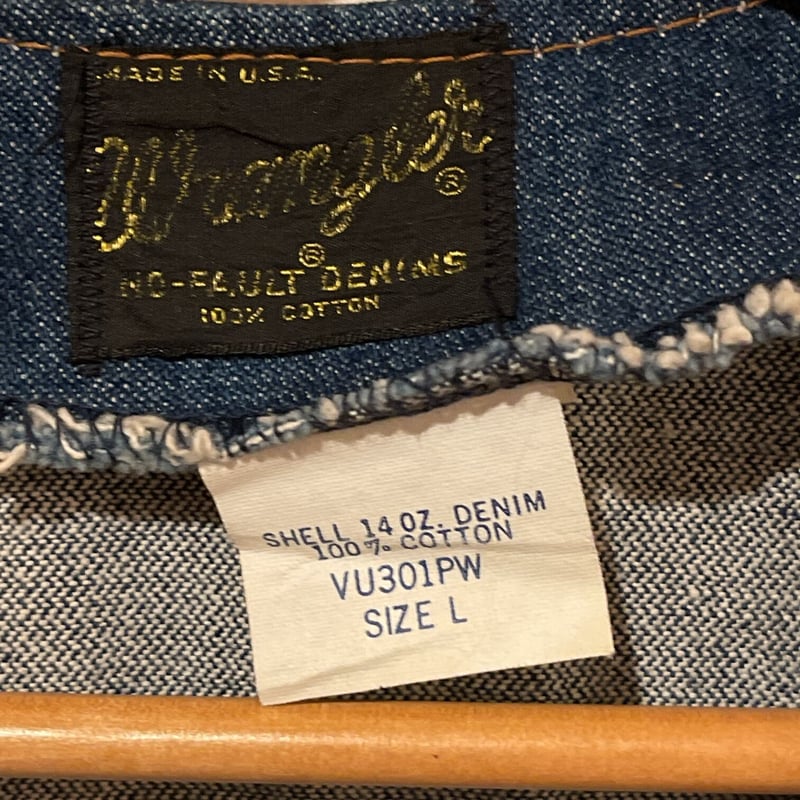 MADE IN U.S.A.
Wrangler®
®
NO-FAULT DENIMS
100% COTTON
SHELL 14 OZ. DENIM
100% COTTON
VU301PW
SIZE L